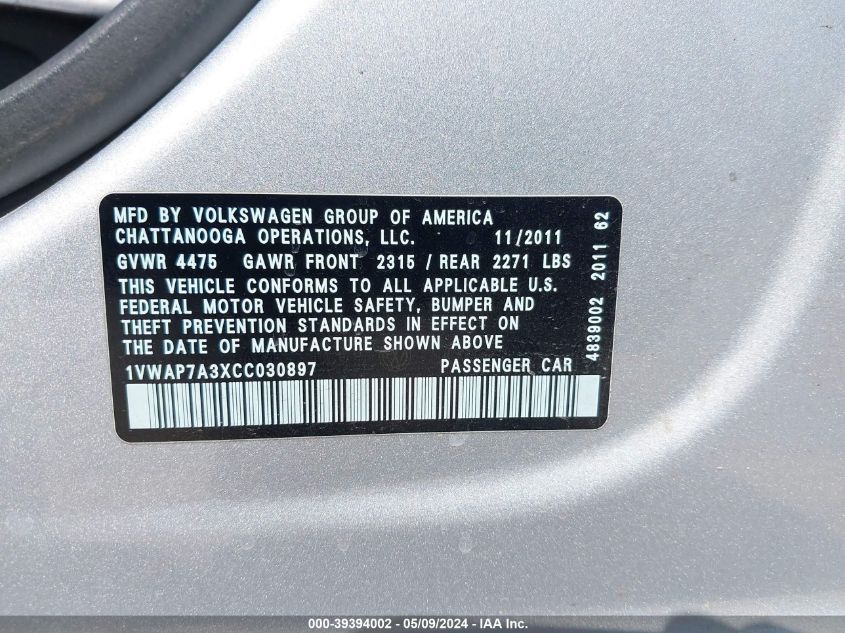 MFD BY VOLKSWAGEN GROUP OF AMERICA
CHATTANOOGA OPERATIONS, LLC. 11/2011
GVWR 4475 GAWR FRONT 2315 / REAR 2271 LBS
THIS VEHICLE CONFORMS TO ALL APPLICABLE U.S.
FEDERAL MOTOR VEHICLE SAFETY, BUMPER AND
THEFT PREVENTION STANDARDS IN EFFECT ON
THE DATE OF MANUFACTURE SHOWN ABOVE
1VWAP7A3XCC030897 PASSENGER CAR
4839002 2011 62
000-39394002 - 05/09/2024 - IAA Inc.